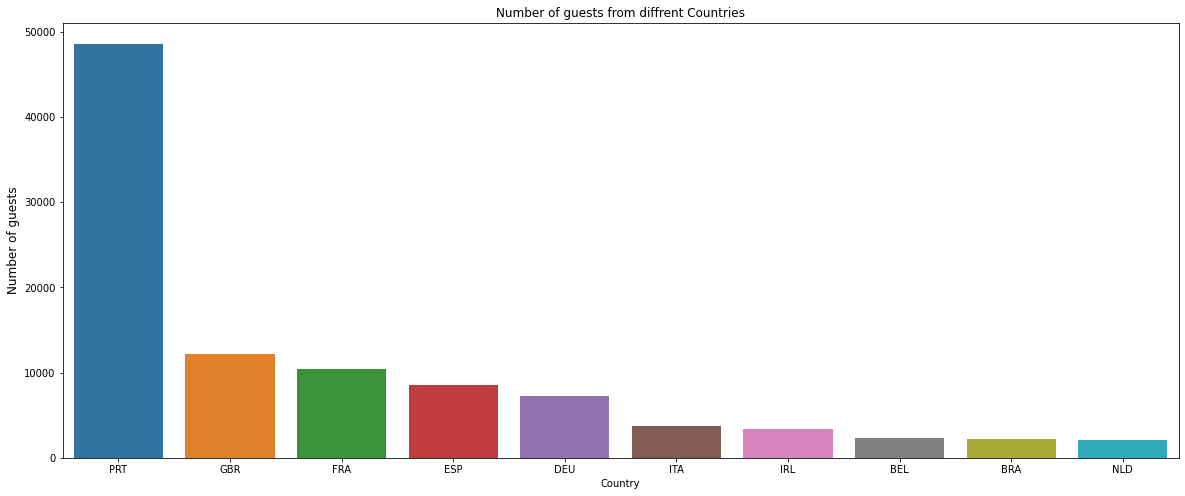 Number of guests from diffrent Countries
Number of guests
50000
40000
30000
20000
10000
0
PRT GBR FRA ESP DEU ITA IRL BEL BRA NLD
Country